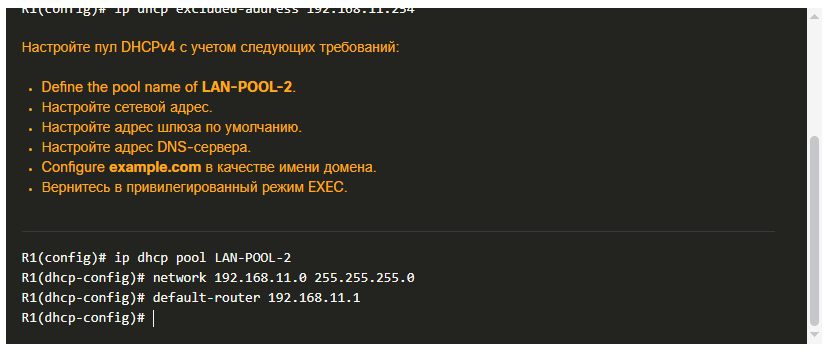 R1(config)# ip dhcp excluded-address 192.168.11.254
Настройте пул DHCPv4 с учетом следующих требований:
• Define the pool name of LAN-POOL-2.
• Настройте сетевой адрес.
• Настройте адрес шлюза по умолчанию.
• Настройте адрес DNS-сервера.
• Configure example.com в качестве имени домена.
• Вернитесь в привилегированный режим EXEC.
R1(config)# ip dhcp pool LAN-POOL-2
R1(dhcp-config)# network 192.168.11.0 255.255.255.0
R1(dhcp-config)# default-router 192.168.11.1
R1(dhcp-config)#